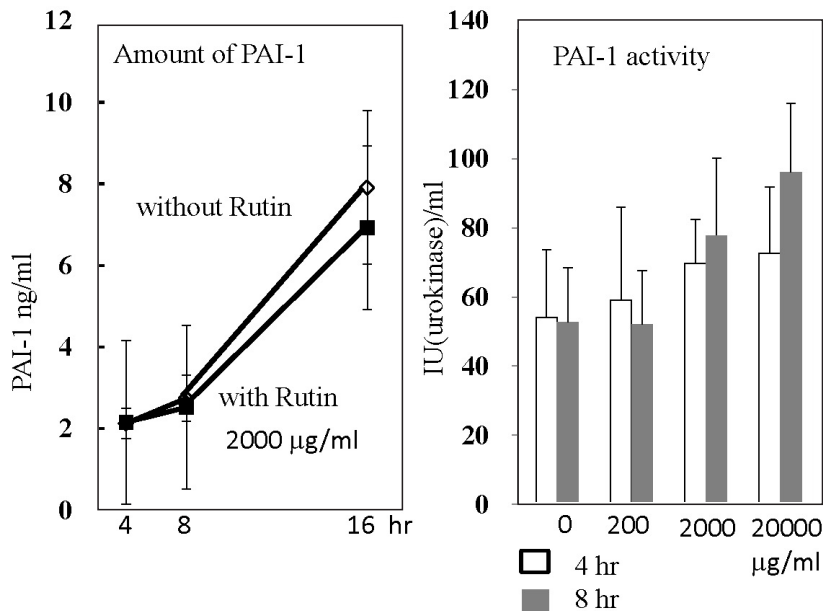 Amount of PAI-1
without Rutin
with Rutin
2000 μg/ml
PAI-1 ng/ml
12
10
8
6
4
2
0
4 8 16 hr
PAI-1 activity
IU(urokinase)/ml
140
120
100
80
60
40
20
0
0 200 2000 20000
μg/ml
4 hr
8 hr